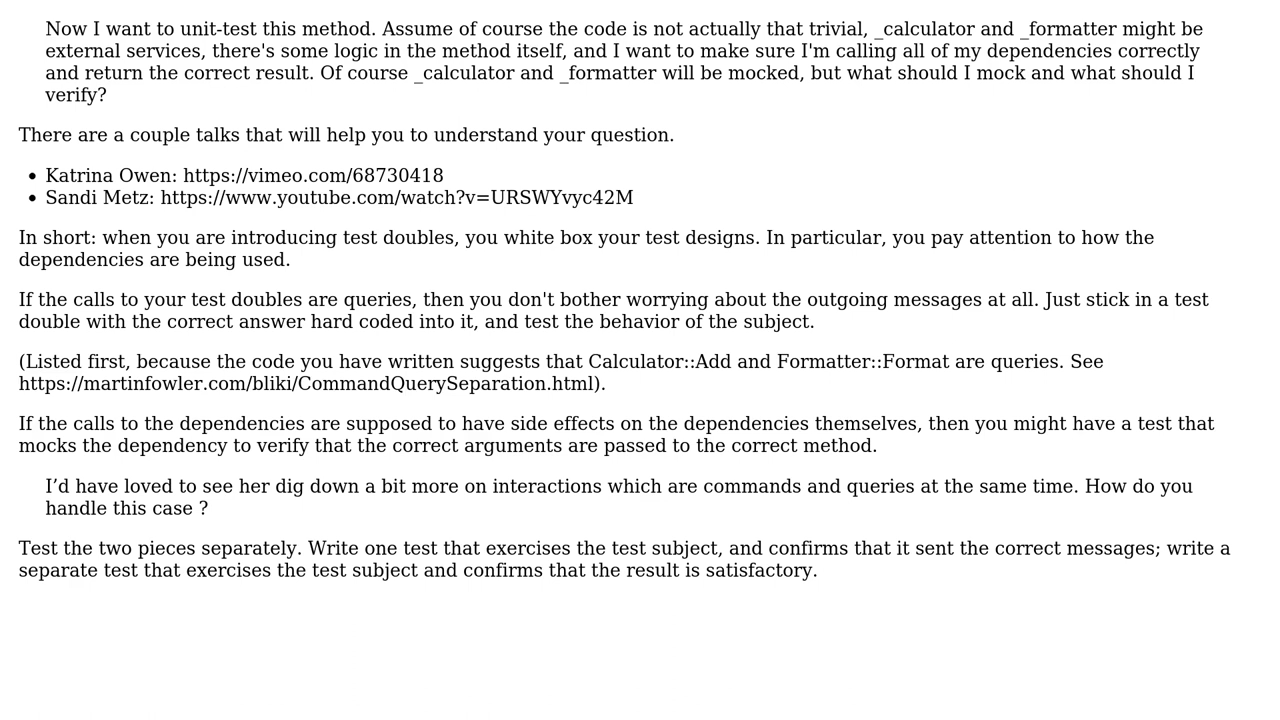 Now I want to unit-test this method. Assume of course the code is not actually that trivial, _calculator and _formatter might be
external services, there's some logic in the method itself, and I want to make sure I'm calling all of my dependencies correctly
and return the correct result. Of course _calculator and _formatter will be mocked, but what should I mock and what should I
verify?
There are a couple talks that will help you to understand your question.
• Katrina Owen: https://vimeo.com/68730418
• Sandi Metz: https://www.youtube.com/watch?v=URSWYvyc42M
In short: when you are introducing test doubles, you white box your test designs. In particular, you pay attention to how the
dependencies are being used.
If the calls to your test doubles are queries, then you don't bother worrying about the outgoing messages at all. Just stick in a test
double with the correct answer hard coded into it, and test the behavior of the subject.
(Listed first, because the code you have written suggests that Calculator::Add and Formatter::Format are queries. See
https://martinfowler.com/bliki/CommandQuerySeparation.html).
If the calls to the dependencies are supposed to have side effects on the dependencies themselves, then you might have a test that
mocks the dependency to verify that the correct arguments are passed to the correct method.
I’d have loved to see her dig down a bit more on interactions which are commands and queries at the same time. How do you
handle this case ?
Test the two pieces separately. Write one test that exercises the test subject, and confirms that it sent the correct messages; write a
separate test that exercises the test subject and confirms that the result is satisfactory.